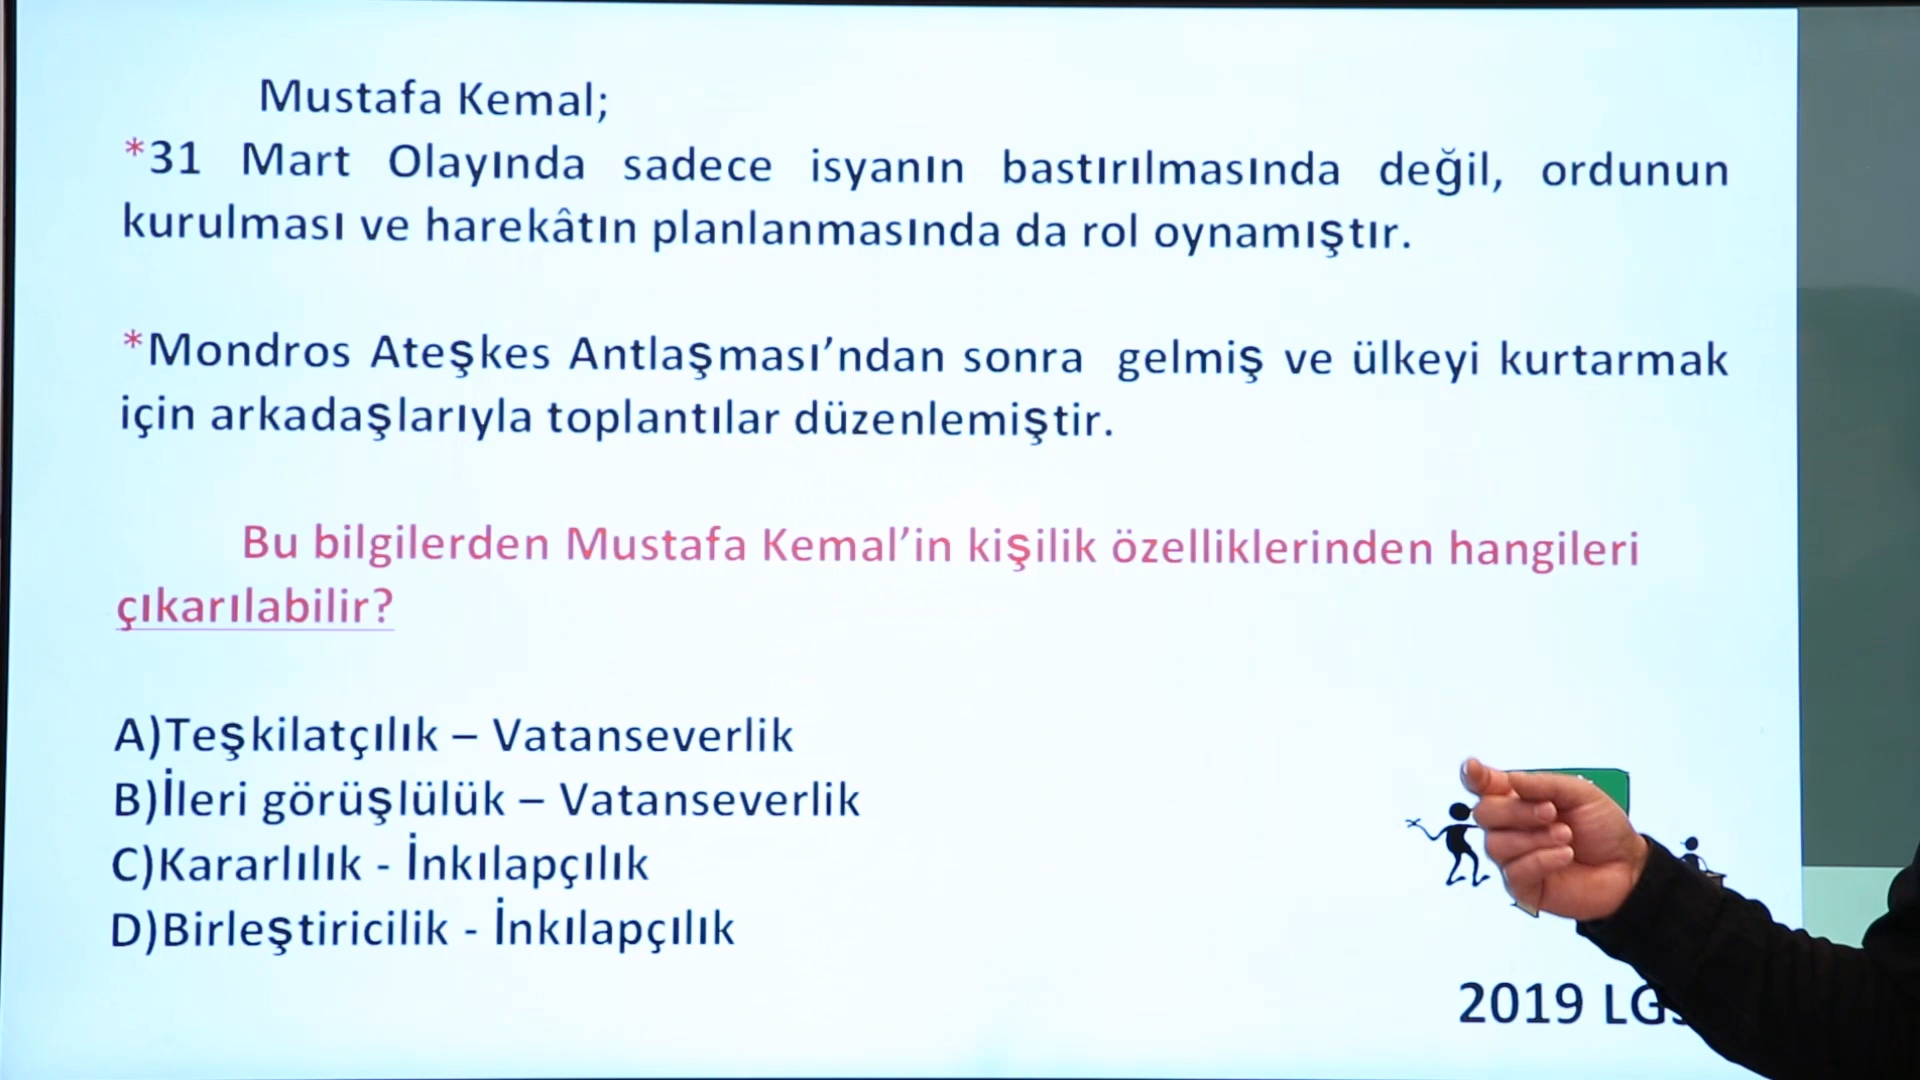 Mustafa Kemal;
*31 Mart Olayında sadece isyanın bastırılmasında değil, ordunun
kurulması ve harekâtın planlanmasında da rol oynamıştır.
*Mondros Ateşkes Antlaşması’ndan sonra gelmiş ve ülkeyi kurtarmak
için arkadaşlarıyla toplantılar düzenlemiştir.
Bu bilgilerden Mustafa Kemal’in kişilik özelliklerinden hangileri
çıkarılabilir?
A)Teşkilatçılık – Vatanseverlik
B)İleri görüşlülük – Vatanseverlik
C)Kararlılık - İnkılapçılık
D)Birleştiricilik - İnkılapçılık
2019